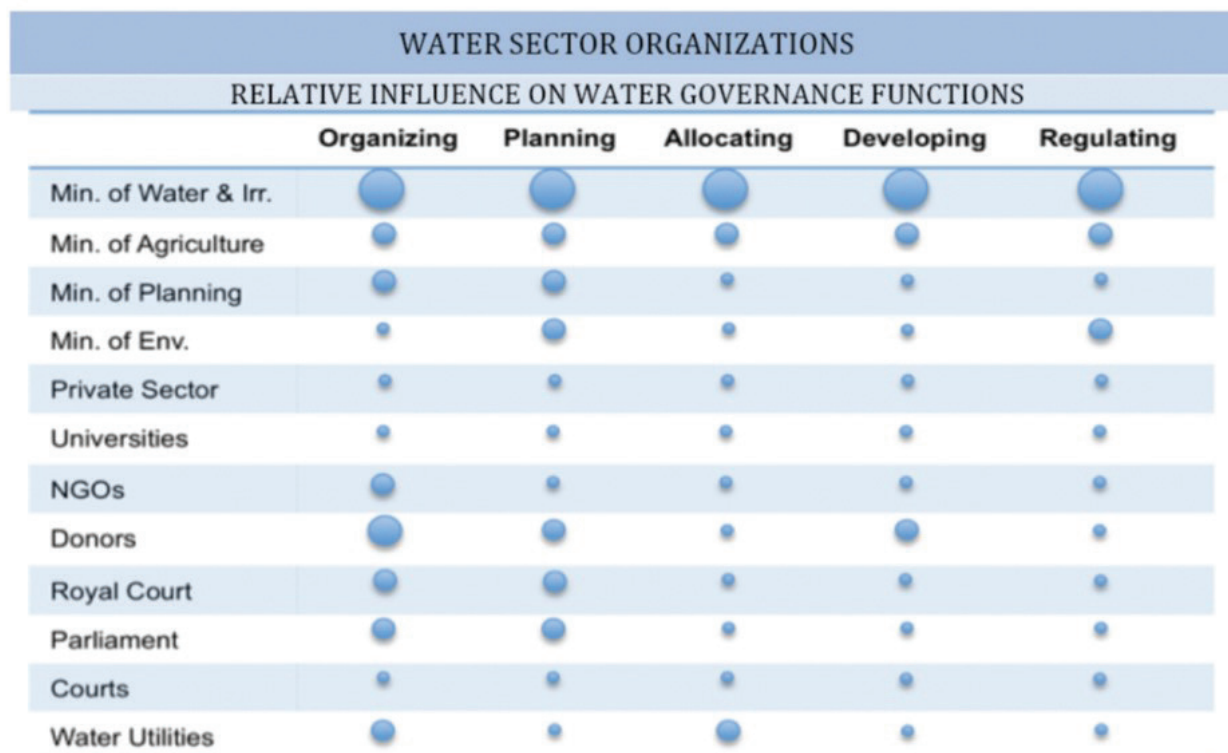 WATER SECTOR ORGANIZATIONS
RELATIVE INFLUENCE ON WATER GOVERNANCE FUNCTIONS
Organizing Planning Allocating Developing Regulating
Min. of Water & Irr.
Min. of Agriculture
Min. of Planning
Min. of Env.
Private Sector
Universities
NGOs
Donors
Royal Court
Parliament
Courts
Water Utilities